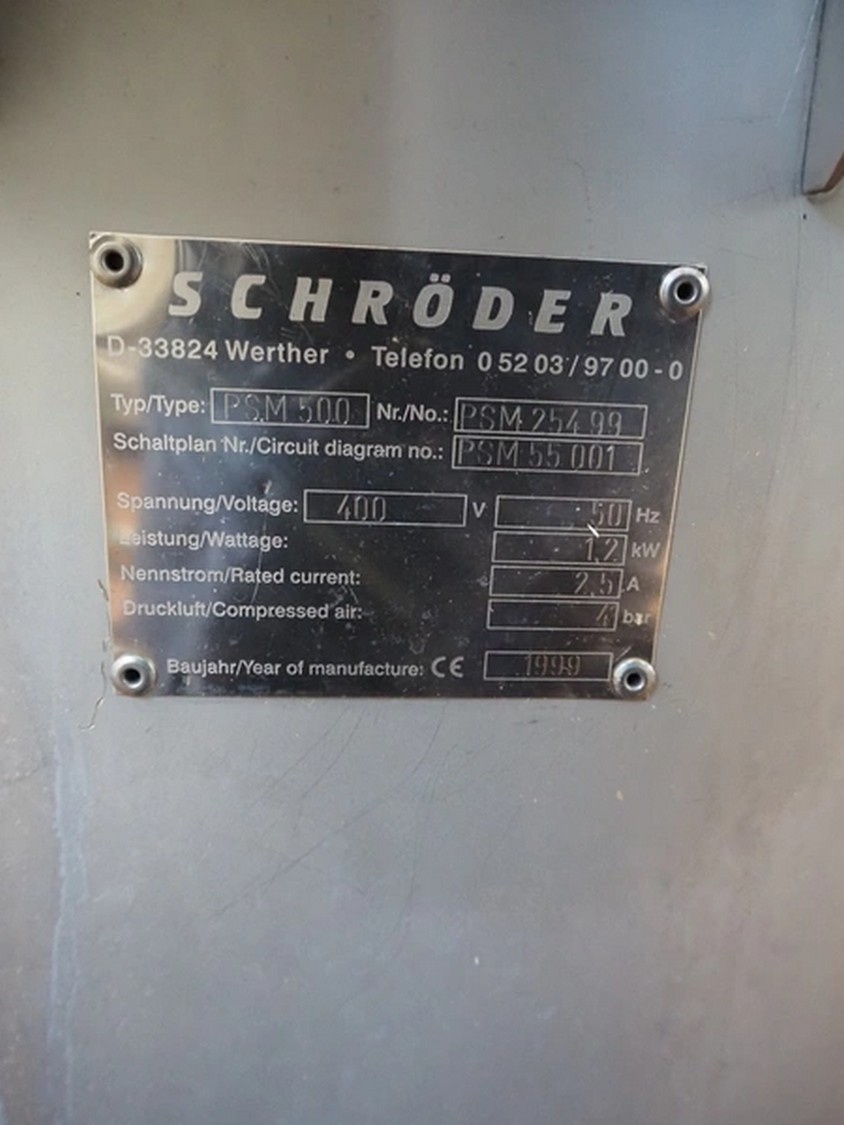 SCHRÖDER
D-33824 Werther • Telefon 0 52 03 / 97 00 - 0
Typ/Type: PSM 500 Nr./No.: PSM 254 99
Schaltplan Nr./Circuit diagram no.: PSM 55 001
Spannung/Voltage: 400 V 50 Hz
Leistung/Wattage: 1,2 kW
Nennstrom/Rated current: 2,5 A
Druckluft/Compressed air: 4 bar
Baujahr/Year of manufacture: CE 1999